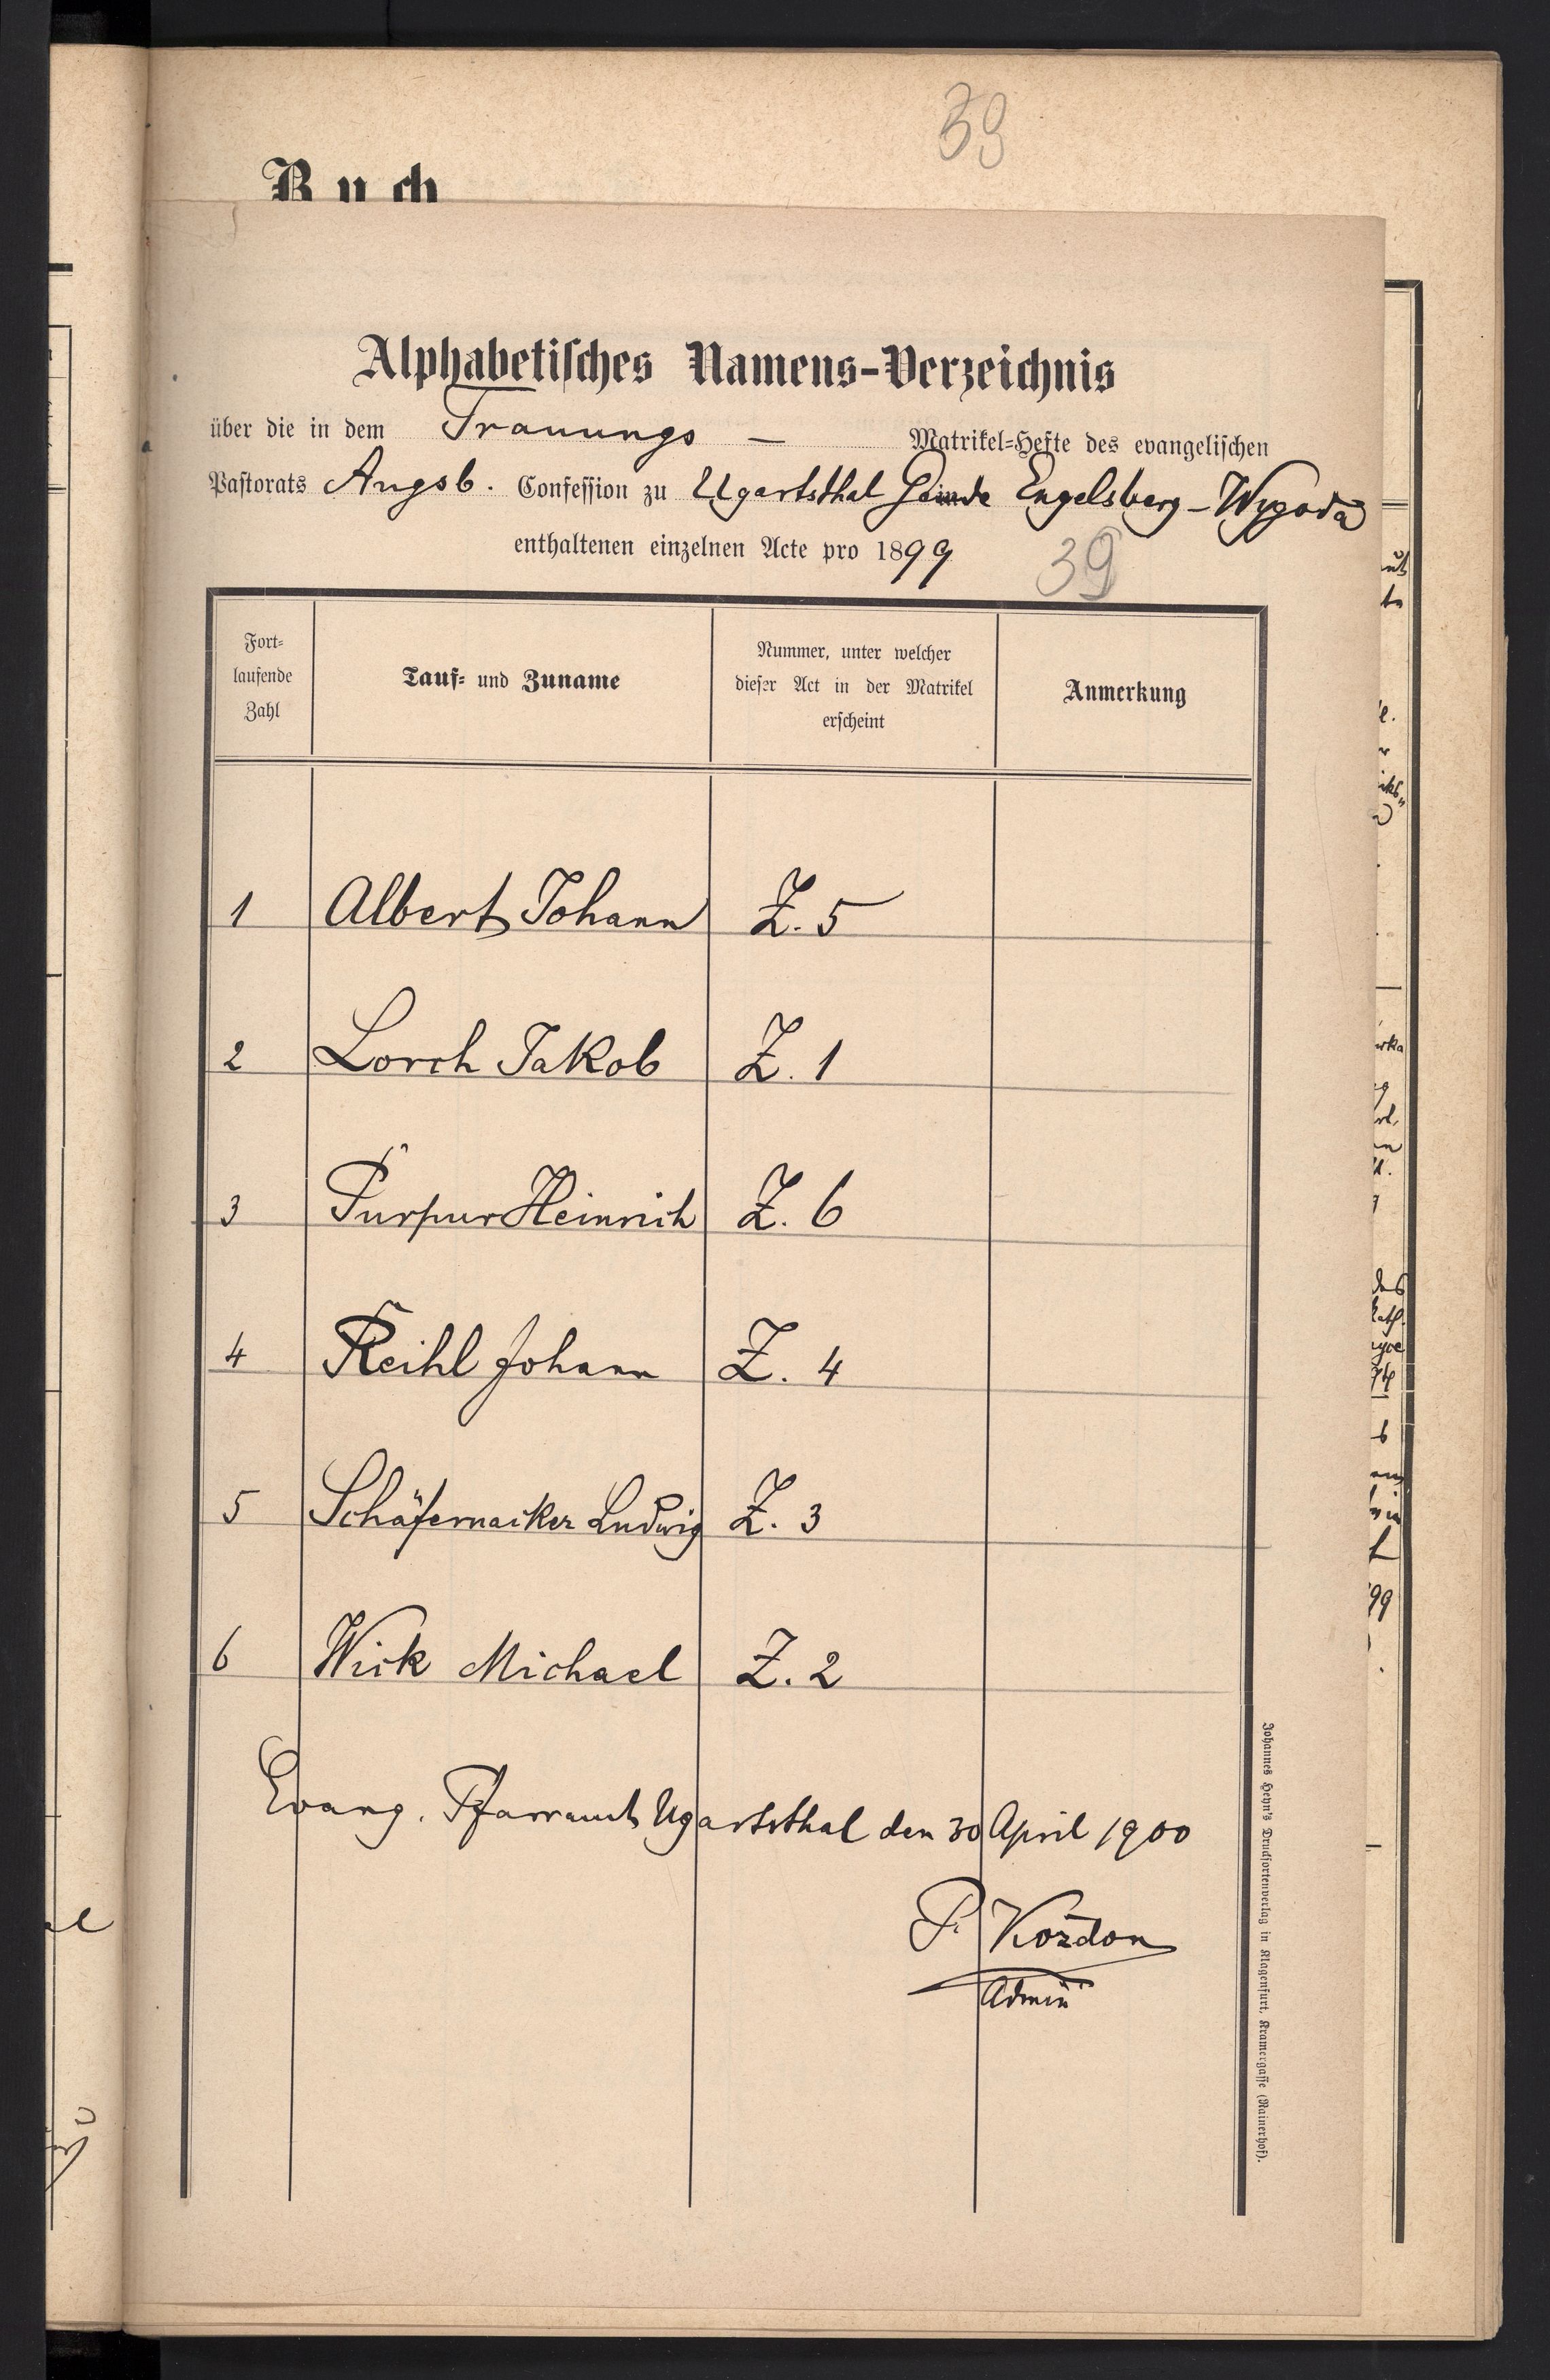 39
Buch
Alphabetisches Namens-Verzeichnis
über die in dem Trauungs — Matrikel-Hefte des evangelischen
Pastorats Augsb. Confession zu Ugartsthal Engelsberg - Wygoda
enthaltenen einzelnen Acte pro 1899
39
Fort-
laufende
Zahl
Tauf- und Zuname
Nummer, unter welcher
dieser Act in der Matrikel
erscheint
Anmerkung
1 Albert Johann Z. 5
2 Lorch Jakob Z. 1
3 Purpur Heinrich Z. 6
4 Reihl Johann Z. 4
5 Schäfernacker Ludwig Z. 3
6 Wick Michael Z. 2
Evang. Pfarramt Ugartsthal den 30 April 1900
P. Kożdon
Admin
Johannes Heyn's Drucksortenverlag in Klagenfurt, Kramergasse (Rainerhof).